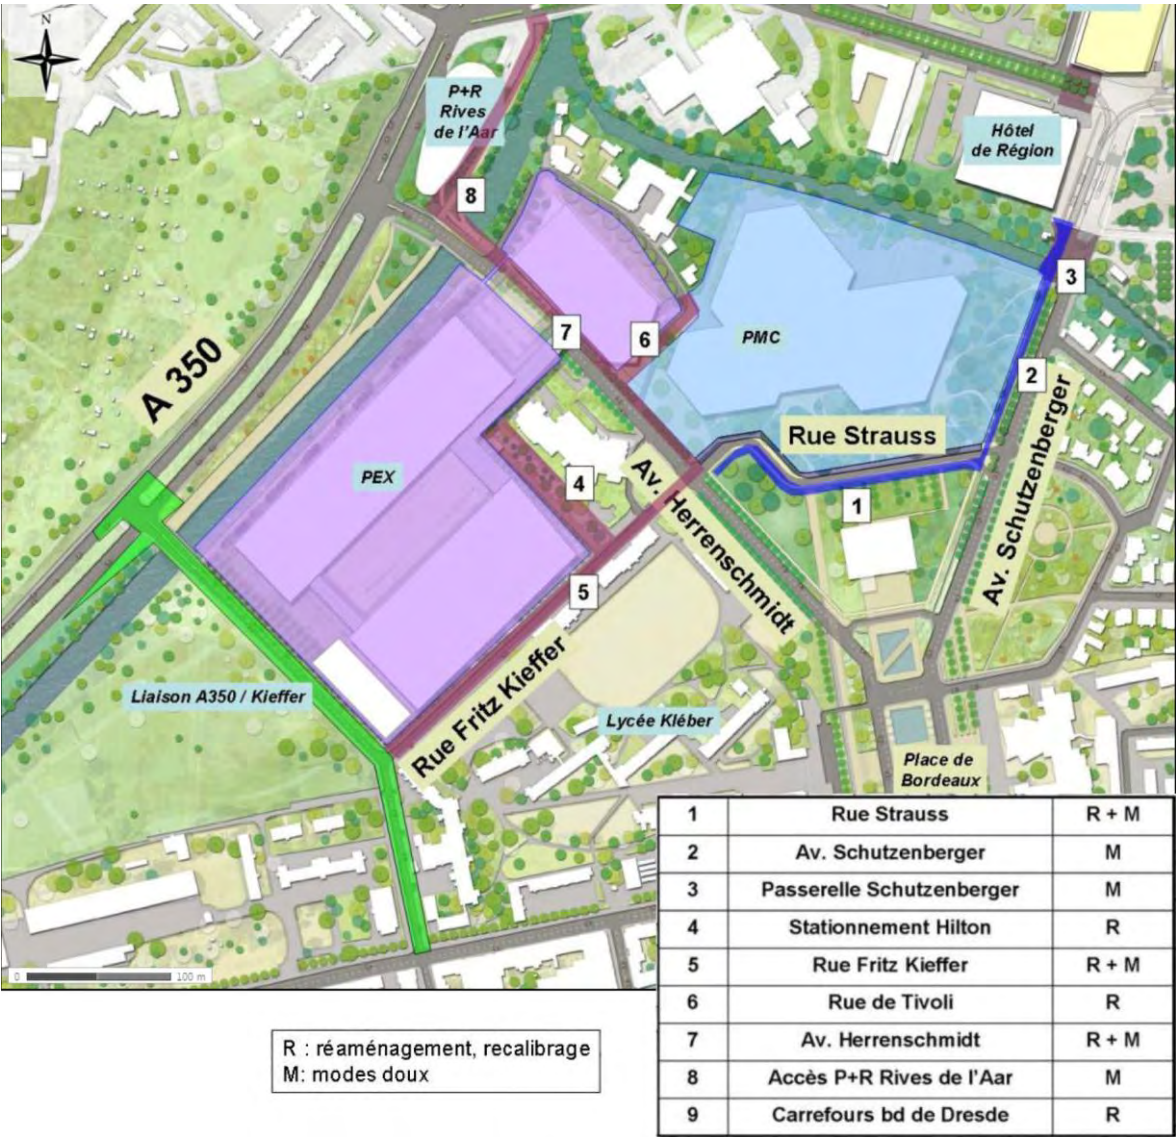 N
P+R
Rives
de l'Aar
Hôtel
de Région
8
3
A 350
7
6
PMC
2
Rue Strauss
PEX
4
Av. Herrenschmidt
1
Av. Schutzenberger
5
Liaison A350 / Kieffer
Rue Fritz Kieffer
Lycée Kléber
Place de
Bordeaux
0 100 m
1 Rue Strauss R + M
2 Av. Schutzenberger M
3 Passerelle Schutzenberger M
4 Stationnement Hilton R
5 Rue Fritz Kieffer R + M
6 Rue de Tivoli R
7 Av. Herrenschmidt R + M
8 Accès P+R Rives de l'Aar M
9 Carrefours bd de Dresde R
R : réaménagement, recalibrage
M: modes doux